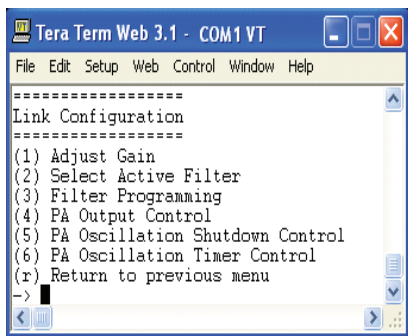 Tera Term Web 3.1 - COM1 VT
File Edit Setup Web Control Window Help
==================
Link Configuration
==================
(1) Adjust Gain
(2) Select Active Filter
(3) Filter Programming
(4) PA Output Control
(5) PA Oscillation Shutdown Control
(6) PA Oscillation Timer Control
(r) Return to previous menu
->